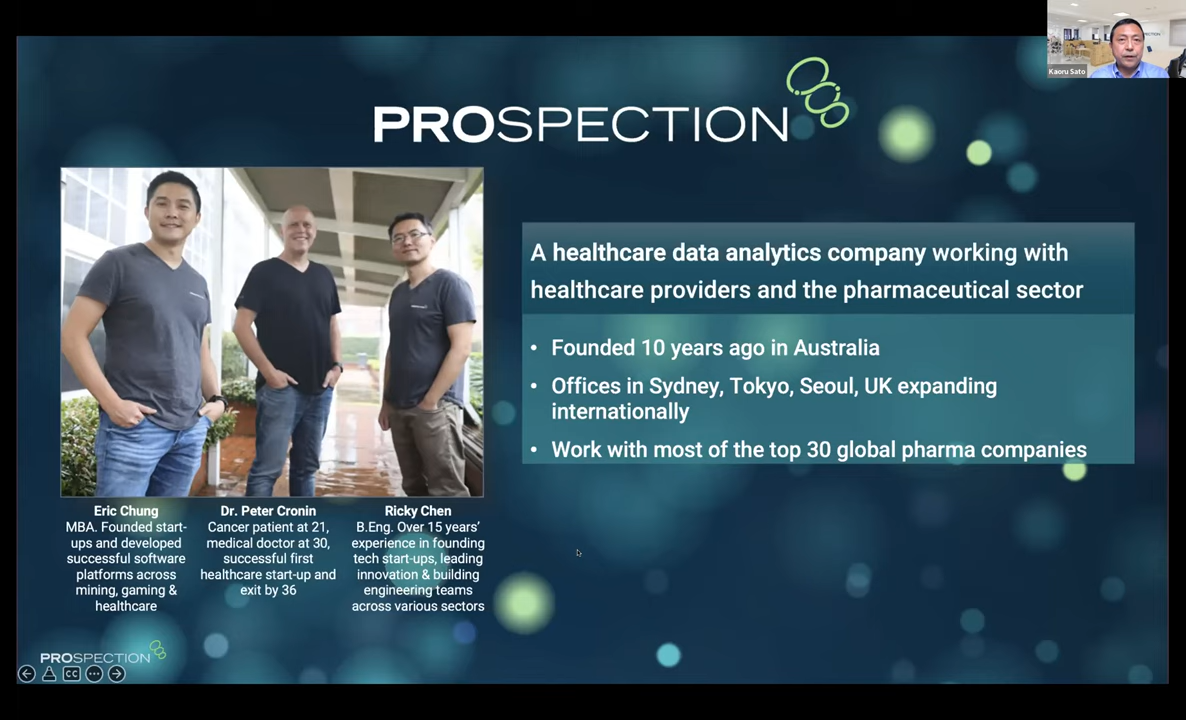 Kaoru Sato
PROSPECTION
A healthcare data analytics company working with
healthcare providers and the pharmaceutical sector
• Founded 10 years ago in Australia
• Offices in Sydney, Tokyo, Seoul, UK expanding
internationally
• Work with most of the top 30 global pharma companies
Eric Chung
MBA. Founded start-
ups and developed
successful software
platforms across
mining, gaming &
healthcare
Dr. Peter Cronin
Cancer patient at 21,
medical doctor at 30,
successful first
healthcare start-up and
exit by 36
Ricky Chen
B.Eng. Over 15 years’
experience in founding
tech start-ups, leading
innovation & building
engineering teams
across various sectors
PROSPECTION
CC